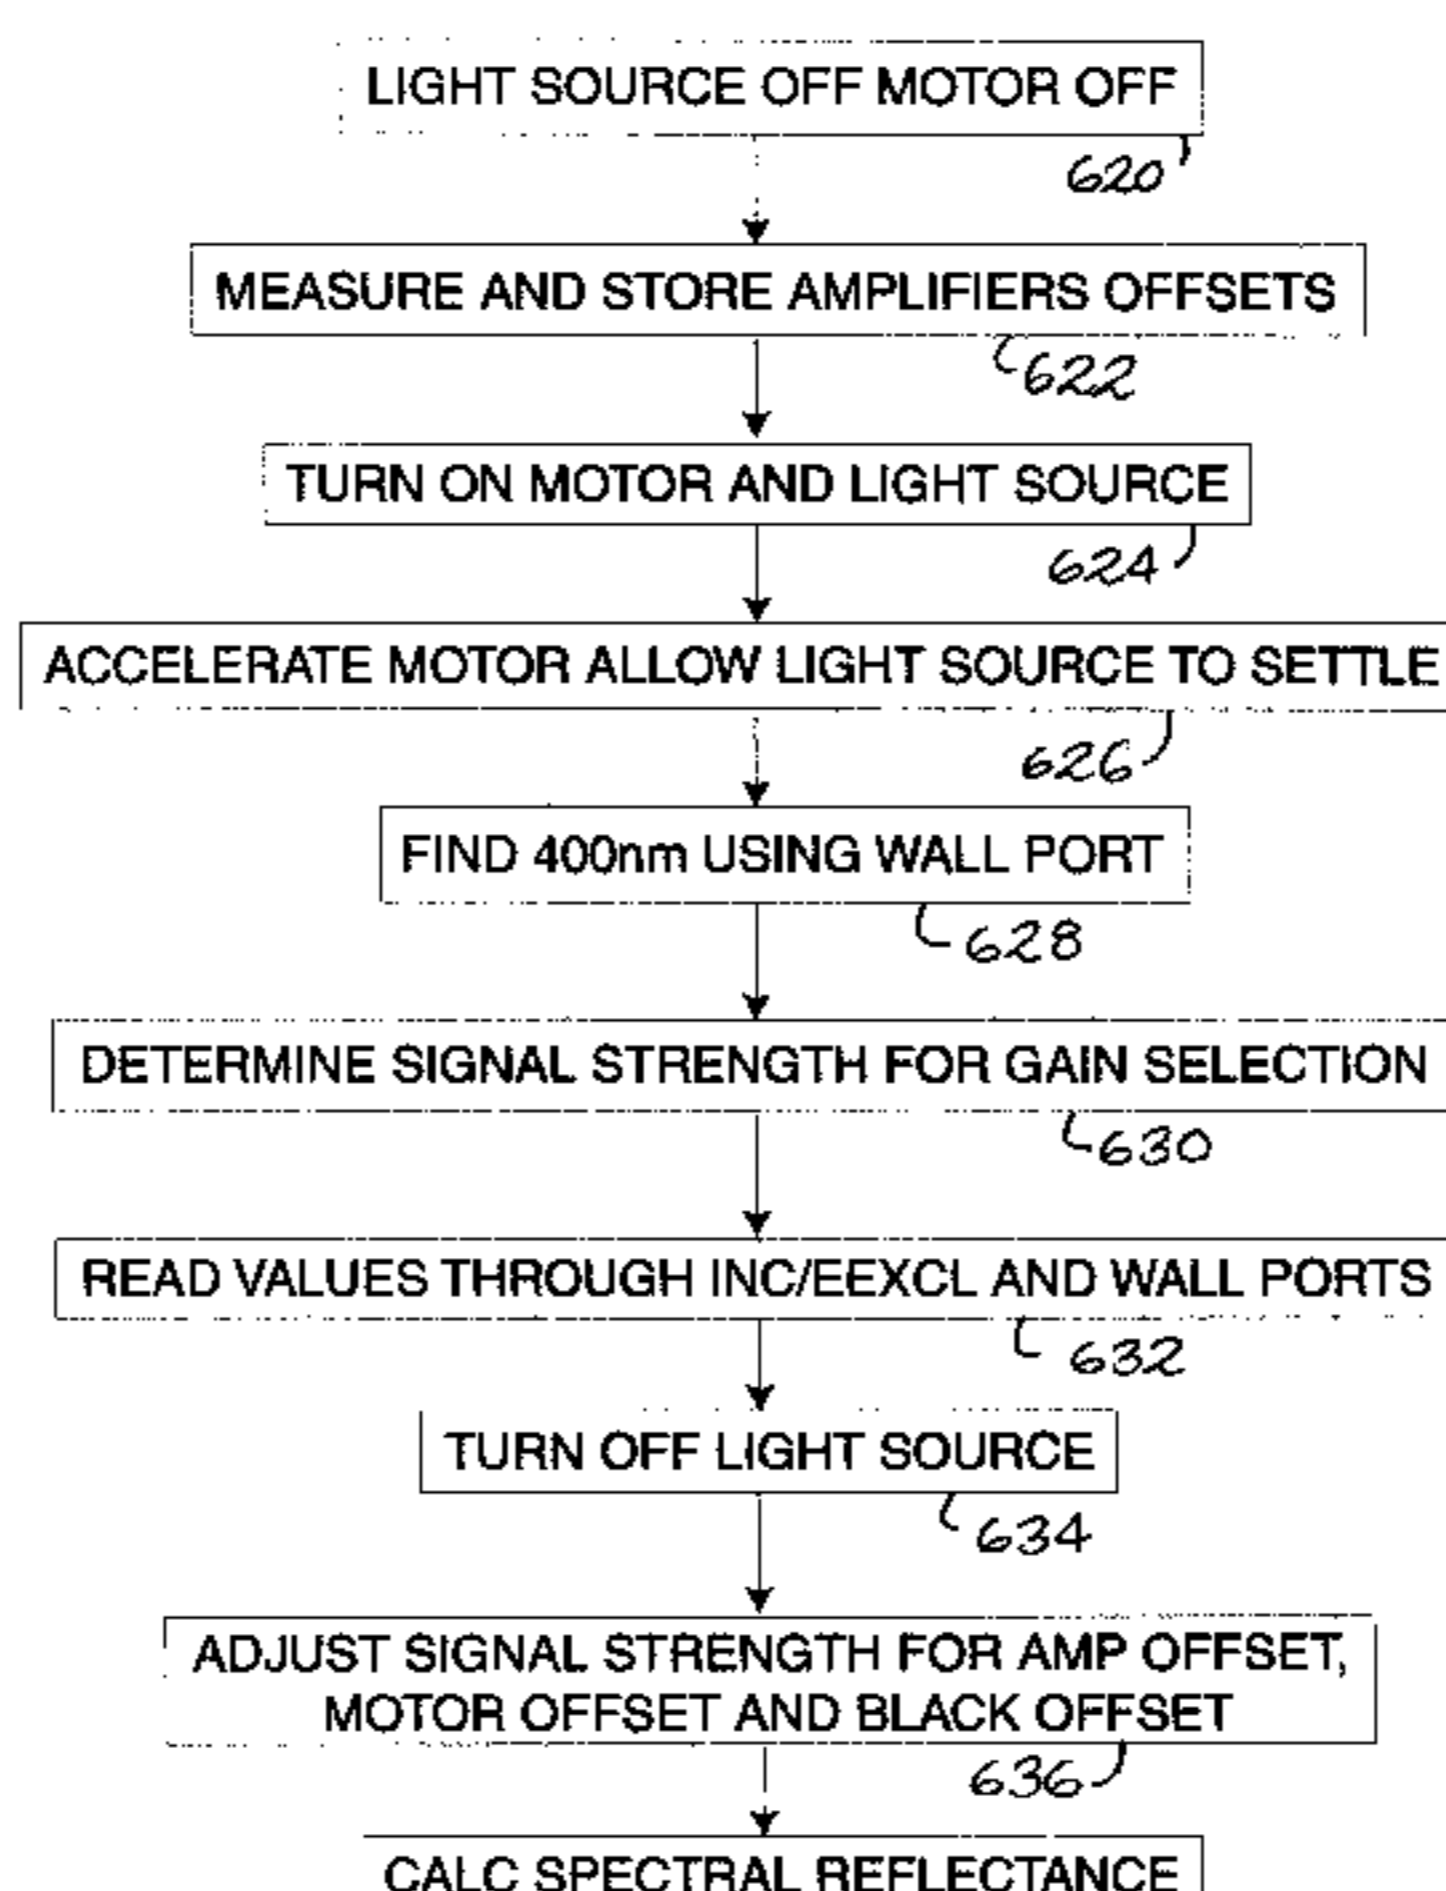 LIGHT SOURCE OFF MOTOR OFF
620
MEASURE AND STORE AMPLIFIERS OFFSETS
622
TURN ON MOTOR AND LIGHT SOURCE
624
ACCELERATE MOTOR ALLOW LIGHT SOURCE TO SETTLE
626
FIND 400nm USING WALL PORT
628
DETERMINE SIGNAL STRENGTH FOR GAIN SELECTION
630
READ VALUES THROUGH INC/EEXCL AND WALL PORTS
632
TURN OFF LIGHT SOURCE
634
ADJUST SIGNAL STRENGTH FOR AMP OFFSET,
MOTOR OFFSET AND BLACK OFFSET
636
CALC SPECTRAL REFLECTANCE